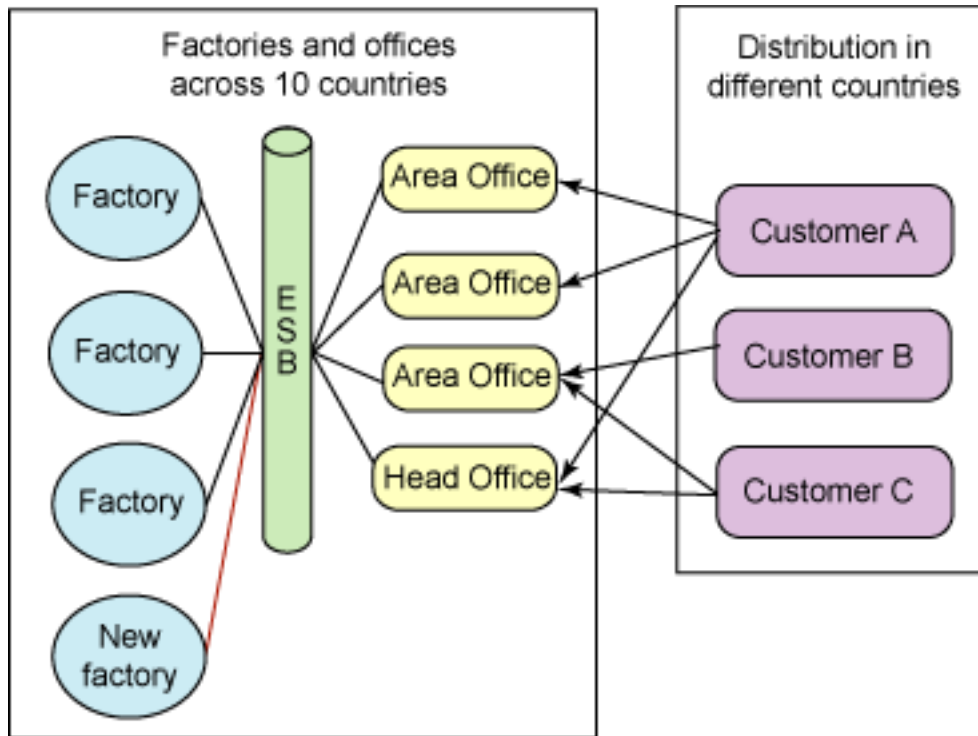 Factories and offices
across 10 countries
Factory
Factory
Factory
New
factory
E
S
B
Area Office
Area Office
Area Office
Head Office
Distribution in
different countries
Customer A
Customer B
Customer C